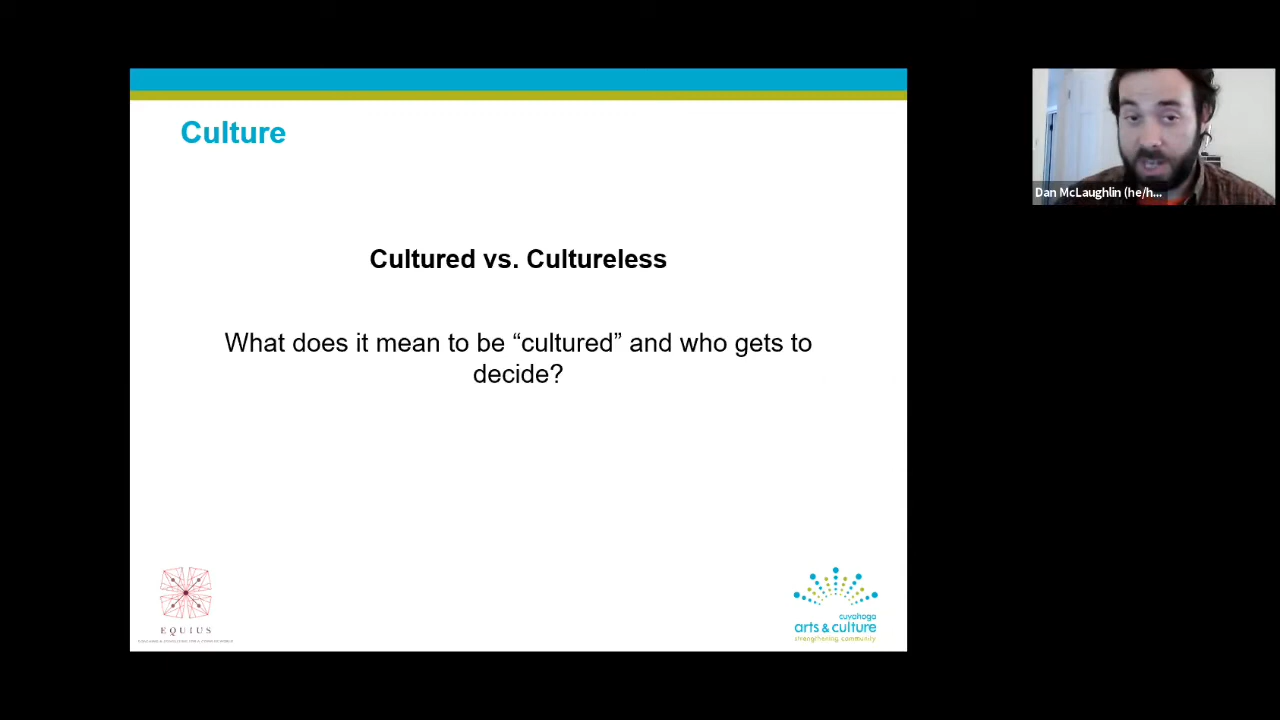 Culture
Cultured vs. Cultureless
What does it mean to be “cultured” and who gets to
decide?
EQUIUS
cuyahoga
arts & culture
strengthening community
Dan McLaughlin (he/h...